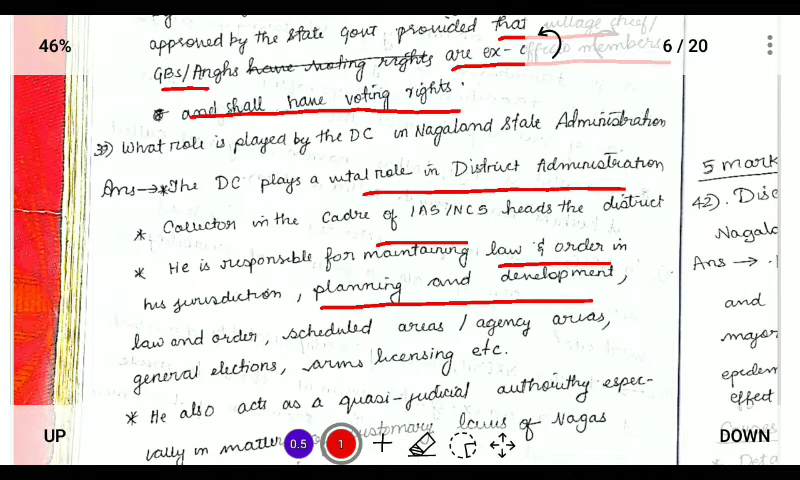 46%
6 / 20
approved by the State Govt provided that village chief/
GBs/Anghs have voting rights are ex- members
* and shall have voting rights.
39) What role is played by the DC in Nagaland State Administration
Ans→ * The DC plays a vital role in District Administration
* Collector in the cadre of IAS/NCS heads the district
* He is responsible for maintaining law & order in
his jurisdiction, planning and development,
law and order, scheduled areas / agency areas,
general elections, arms licensing etc.
* He also acts as a quasi-judicial authority espec-
ially in matter customary laws of Nagas
5 mark
42). Disc
Nagala
Ans →
and
major
epidem
effect
UP
0.5
1
DOWN